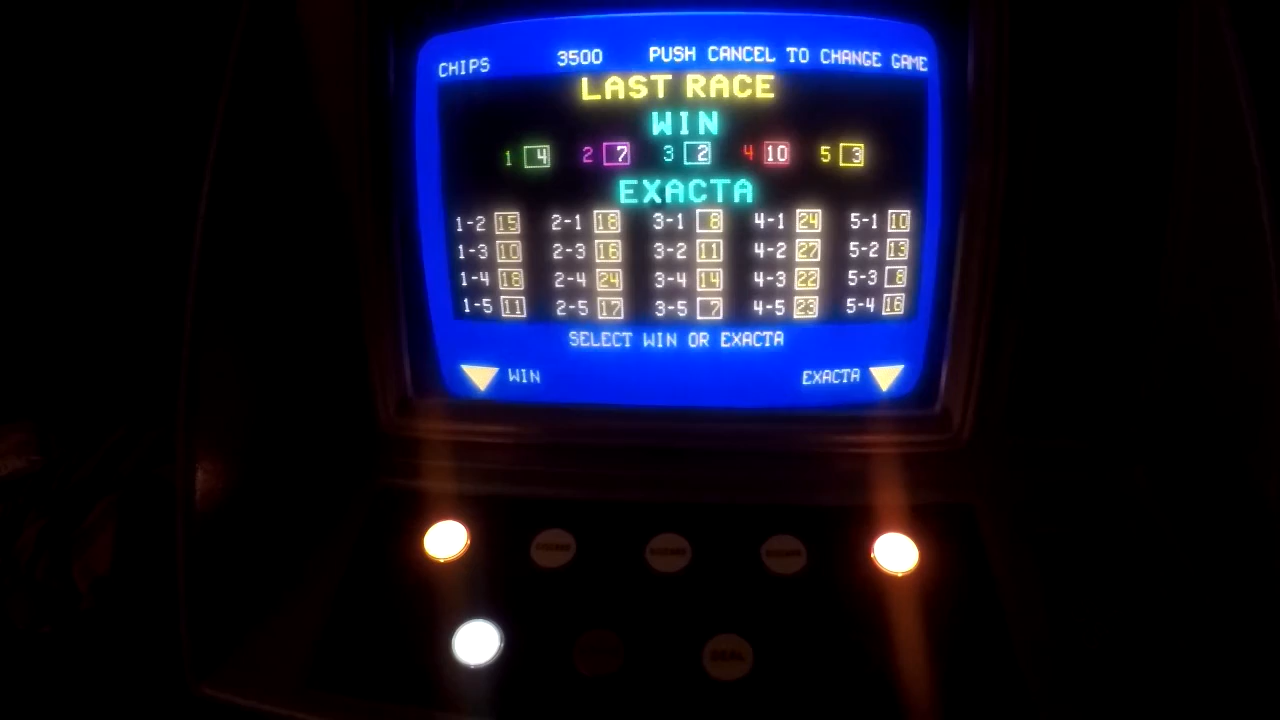 CHIPS 3500 PUSH CANCEL TO CHANGE GAME
LAST RACE
WIN
1 4 2 7 3 2 4 10 5 3
EXACTA
1-2 15 2-1 18 3-1 8 4-1 24 5-1 10
1-3 10 2-3 16 3-2 11 4-2 27 5-2 13
1-4 18 2-4 24 3-4 14 4-3 22 5-3 8
1-5 11 2-5 17 3-5 7 4-5 23 5-4 16
SELECT WIN OR EXACTA
WIN EXACTA
DEAL